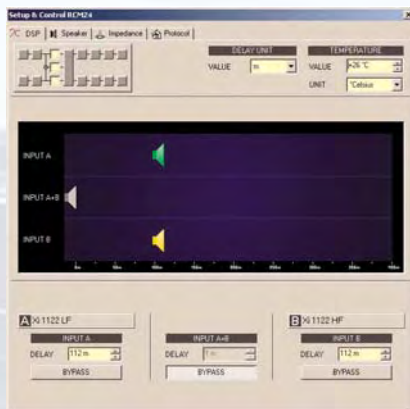 Setup & Control RCM24
DSP Speaker Impedance Protocol
DELAY UNIT
VALUE m
TEMPERATURE
VALUE +26 °C
UNIT °Celsius
INPUT A
INPUT A+B
INPUT B
A Xi 1122 LF
INPUT A
DELAY 112 m
BYPASS
INPUT A+B
DELAY
BYPASS
B Xi 1122 HF
INPUT B
DELAY 112 m
BYPASS